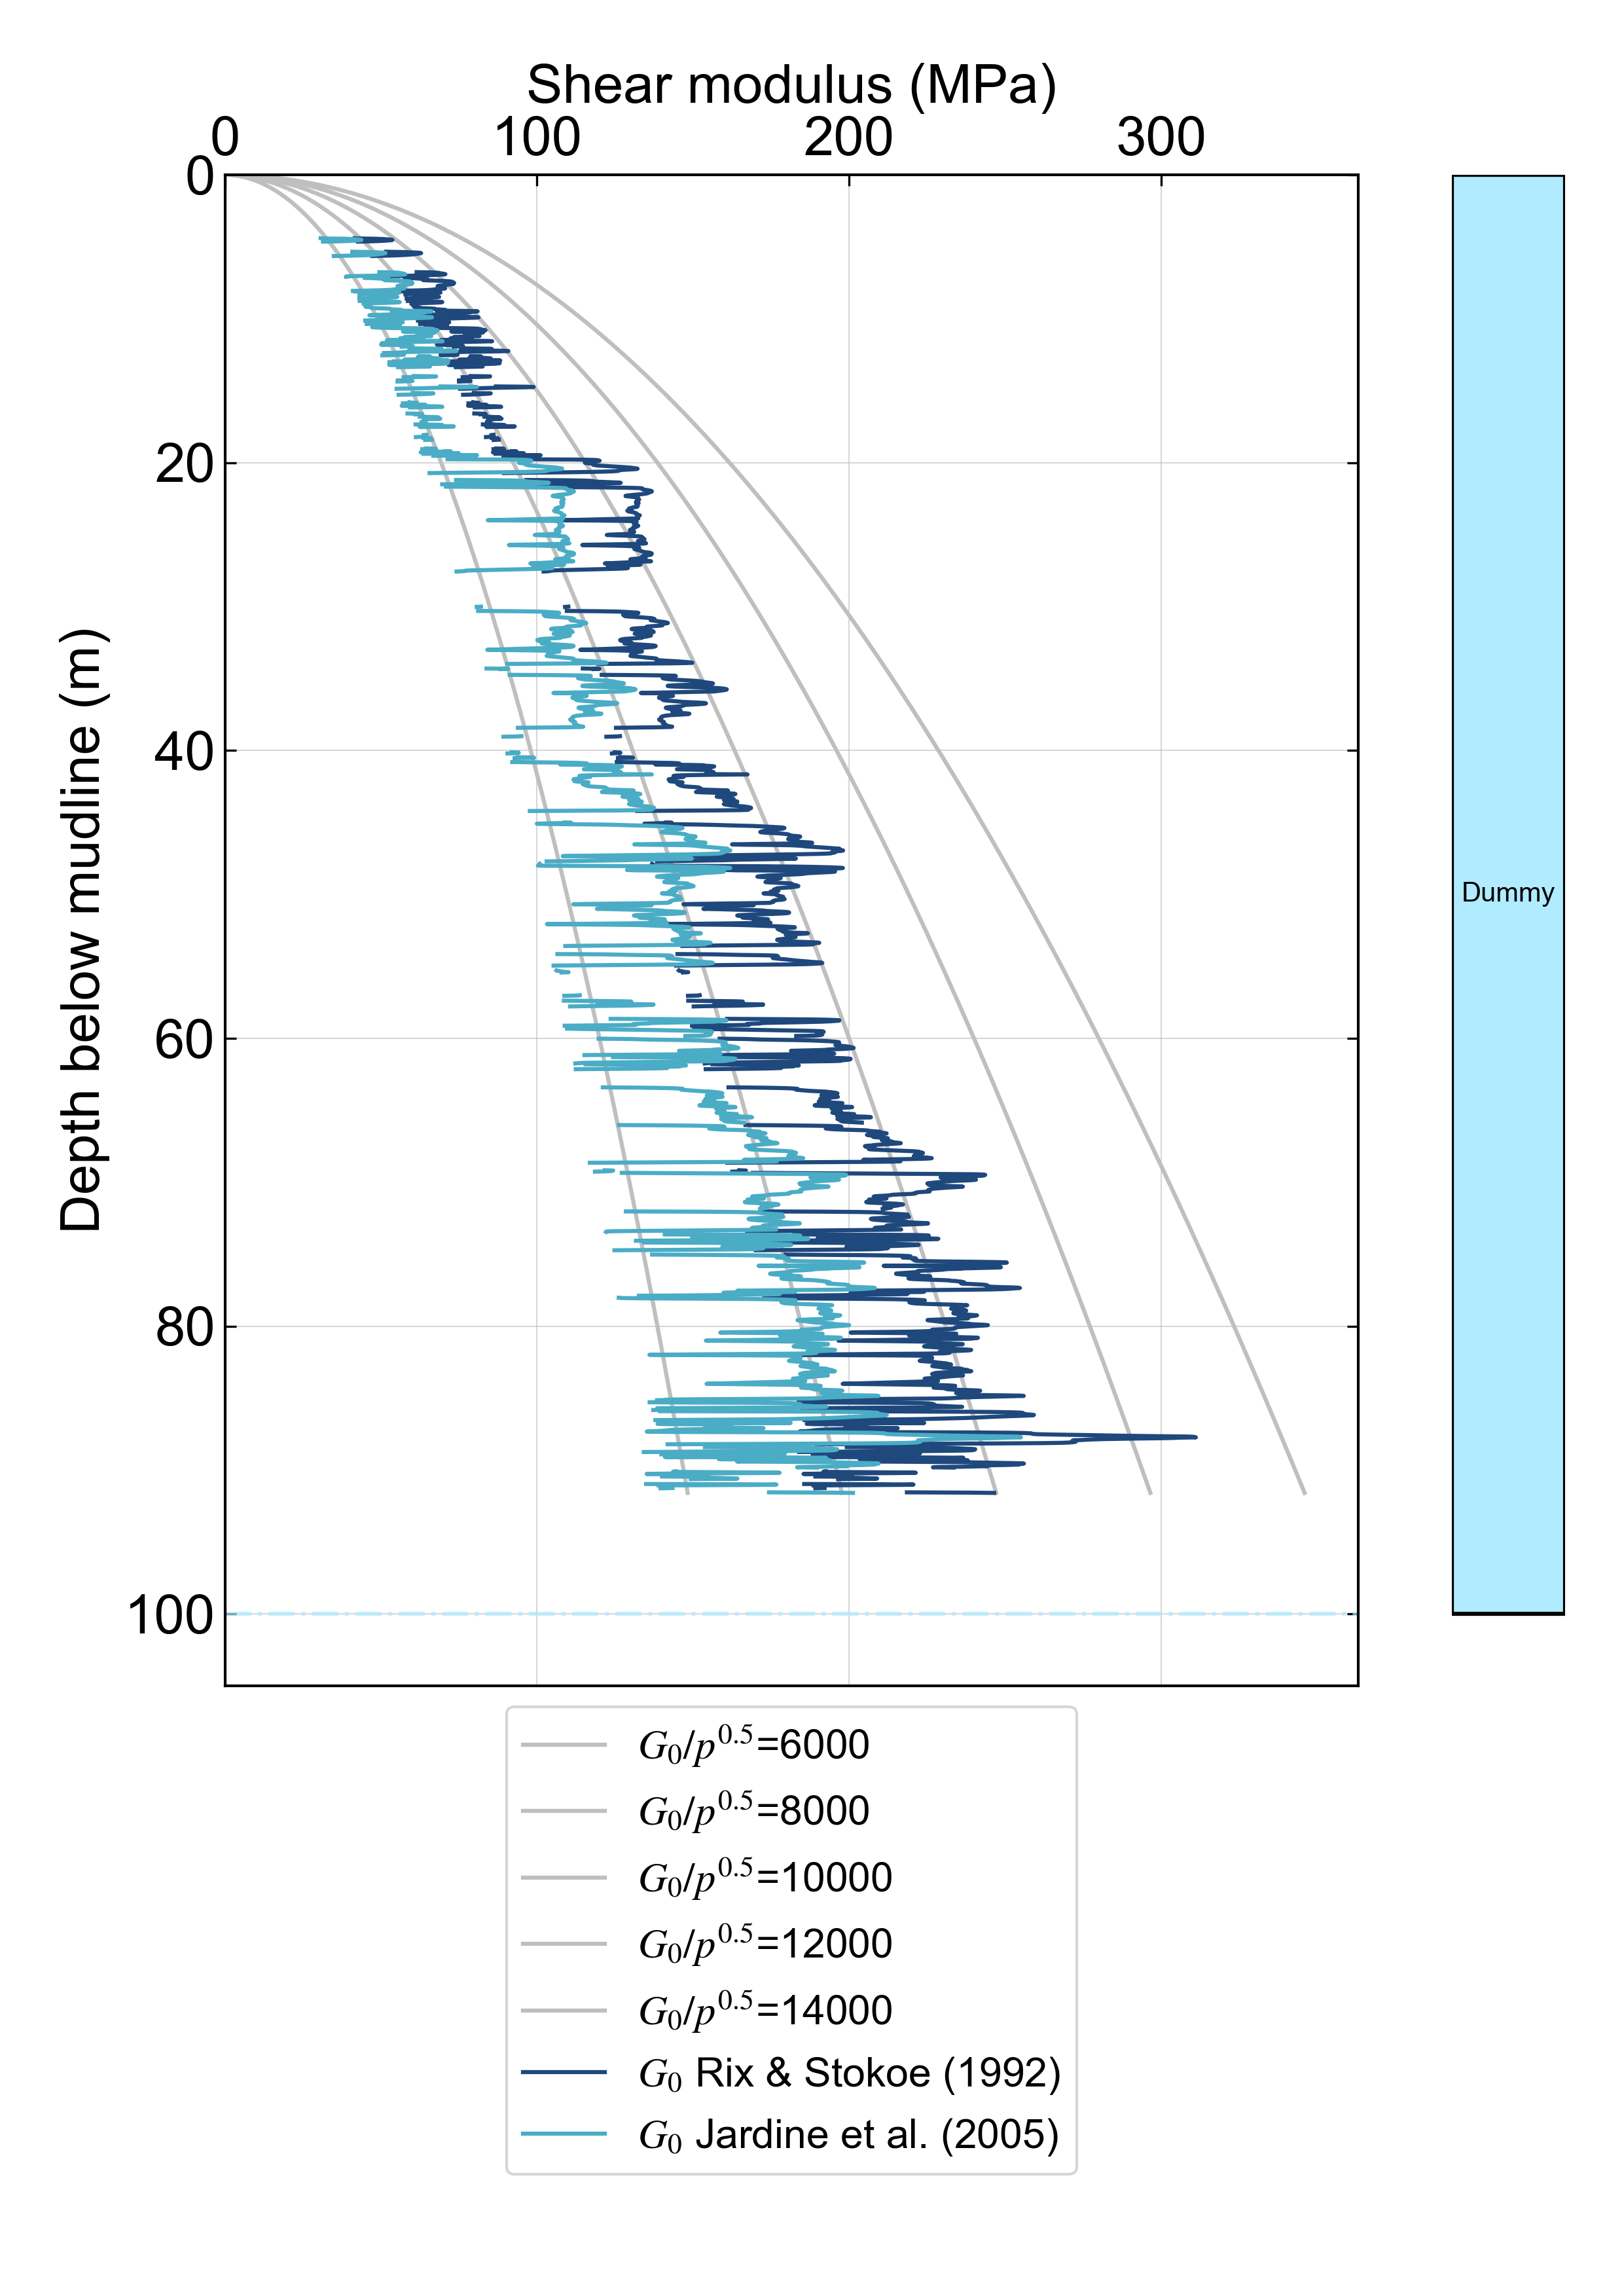 Shear modulus (MPa)
0 100 200 300
0
20
40
60
80
100
Depth below mudline (m)
Dummy
G₀/p⁰·⁵=6000
G₀/p⁰·⁵=8000
G₀/p⁰·⁵=10000
G₀/p⁰·⁵=12000
G₀/p⁰·⁵=14000
G₀ Rix & Stokoe (1992)
G₀ Jardine et al. (2005)